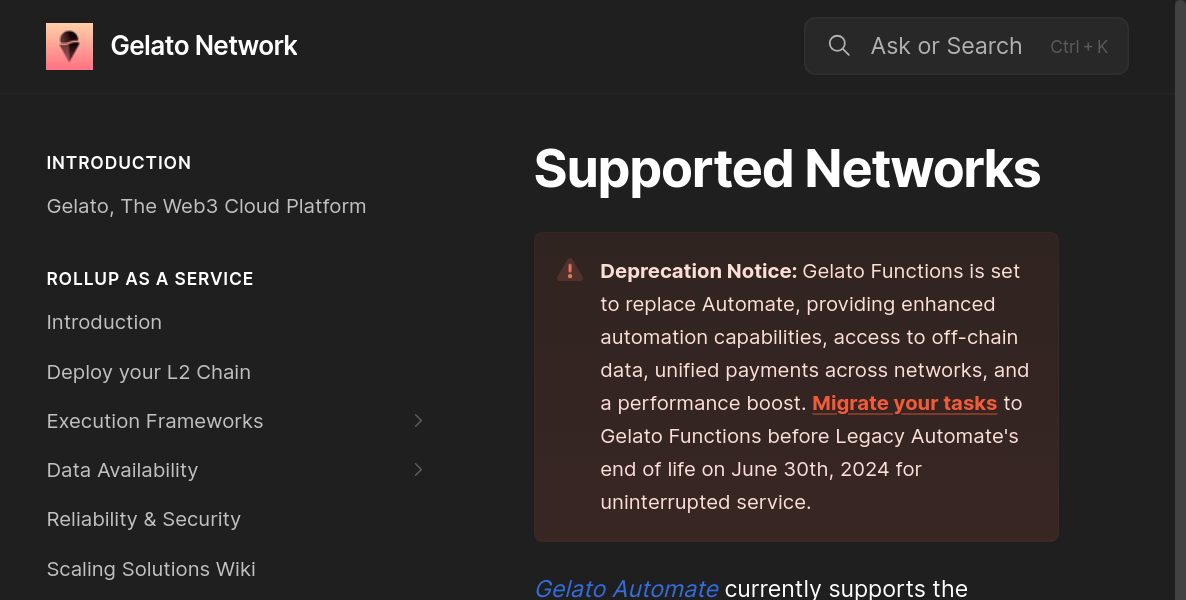 Gelato Network
Ask or Search Ctrl + K
INTRODUCTION
Gelato, The Web3 Cloud Platform
ROLLUP AS A SERVICE
Introduction
Deploy your L2 Chain
Execution Frameworks
Data Availability
Reliability & Security
Scaling Solutions Wiki
Supported Networks
Deprecation Notice: Gelato Functions is set
to replace Automate, providing enhanced
automation capabilities, access to off-chain
data, unified payments across networks, and
a performance boost. Migrate your tasks to
Gelato Functions before Legacy Automate's
end of life on June 30th, 2024 for
uninterrupted service.
Gelato Automate currently supports the